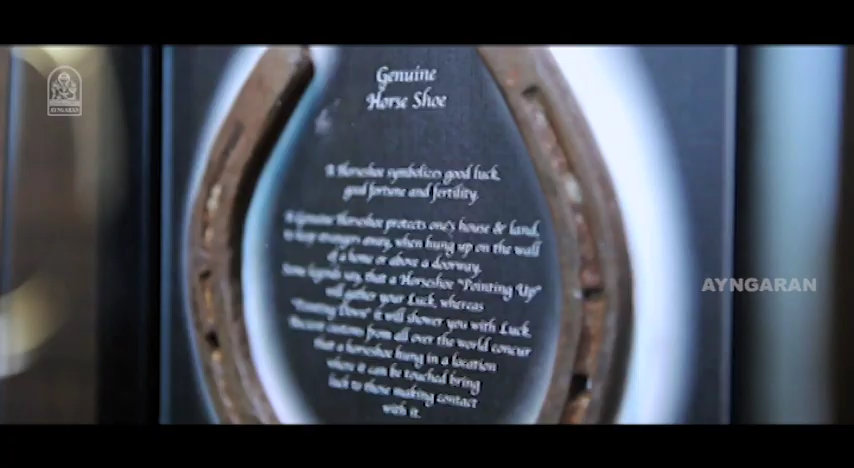 AYNGARAN
Genuine
Horse Shoe
A Horseshoe symbolizes good luck,
good fortune and fertility.
A Genuine Horseshoe protects one's house & land,
to keep strangers away, when hung up on the wall
of a home or above a doorway.
Some legends say, that a Horseshoe "Pointing Up"
will gather your Luck, whereas
"Pointing Down" it will shower you with Luck.
Ancient customs from all over the world concur
that a horseshoe hung in a location
where it can be touched bring
luck to those making contact
with it.
AYNGARAN